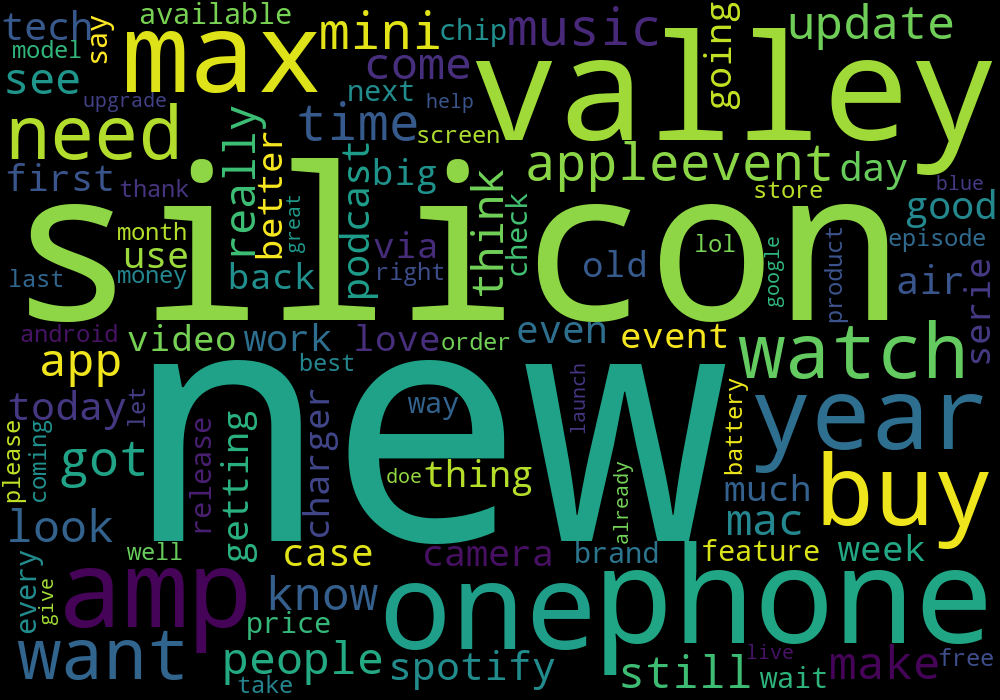 tech
available
say
max
mini
chip
music
going
update
model
see
come
valley
upgrade
next
help
need
really
time
screen
better
appleevent
day
first
thank
podcast
big
think
check
store
blue
good
silicon
great
month
use
via
lol
episode
last
money
back
right
old
google
product
air
serie
android
video
work
love
order
even
event
watch
app
best
today
let
new
way
launch
battery
year
please
coming
got
release
getting
charger
doe
thing
already
much
buy
look
mac
well
case
camera
brand
feature
week
every
give
amp
know
one
phone
price
want
people
spotify
still
live
wait
make
free
take